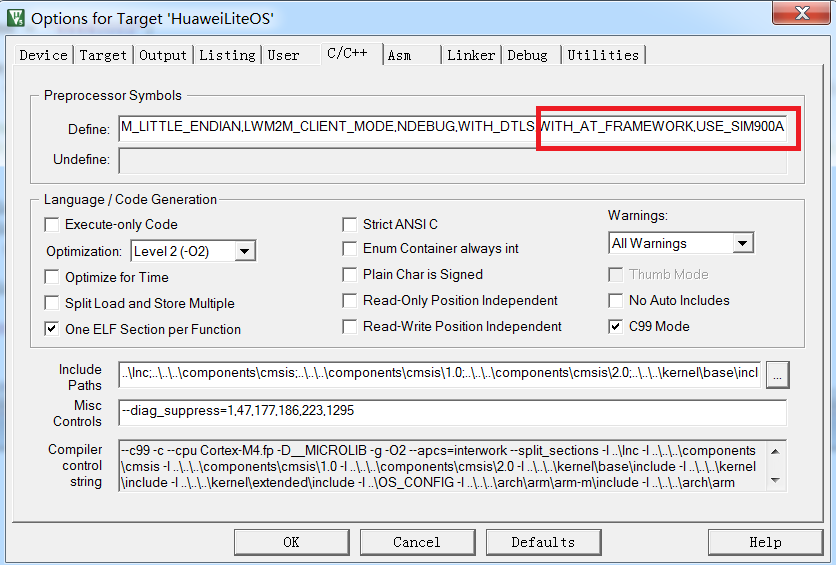 Options for Target 'HuaweiLiteOS'
Device Target Output Listing User C/C++ Asm Linker Debug Utilities
Preprocessor Symbols
Define: M_LITTLE_ENDIAN,LWM2M_CLIENT_MODE,NDEBUG,WITH_DTLS WITH_AT_FRAMEWORK,USE_SIM900A
Undefine:
Language / Code Generation
Execute-only Code
Optimization: Level 2 (-O2)
Optimize for Time
Split Load and Store Multiple
One ELF Section per Function
Strict ANSI C
Enum Container always int
Plain Char is Signed
Read-Only Position Independent
Read-Write Position Independent
Warnings:
All Warnings
Thumb Mode
No Auto Includes
C99 Mode
Include
Paths
..\Inc;..\..\..\components\cmsis;..\..\..\components\cmsis\1.0;..\..\..\components\cmsis\2.0;..\..\..\kernel\base\incl
...
Misc
Controls
--diag_suppress=1,47,177,186,223,1295
Compiler
control
string
--c99 -c --cpu Cortex-M4.fp -D__MICROLIB -g -O2 --apcs=interwork --split_sections -I ..\Inc -I ..\..\..\components
\cmsis -I ..\..\..\components\cmsis\1.0 -I ..\..\..\components\cmsis\2.0 -I ..\..\..\kernel\base\include -I ..\..\..\kernel
\include -I ..\..\..\kernel\extended\include -I ..\OS_CONFIG -I ..\..\..\arch\arm\arm-m\include -I ..\..\..\arch\arm
OK Cancel Defaults Help